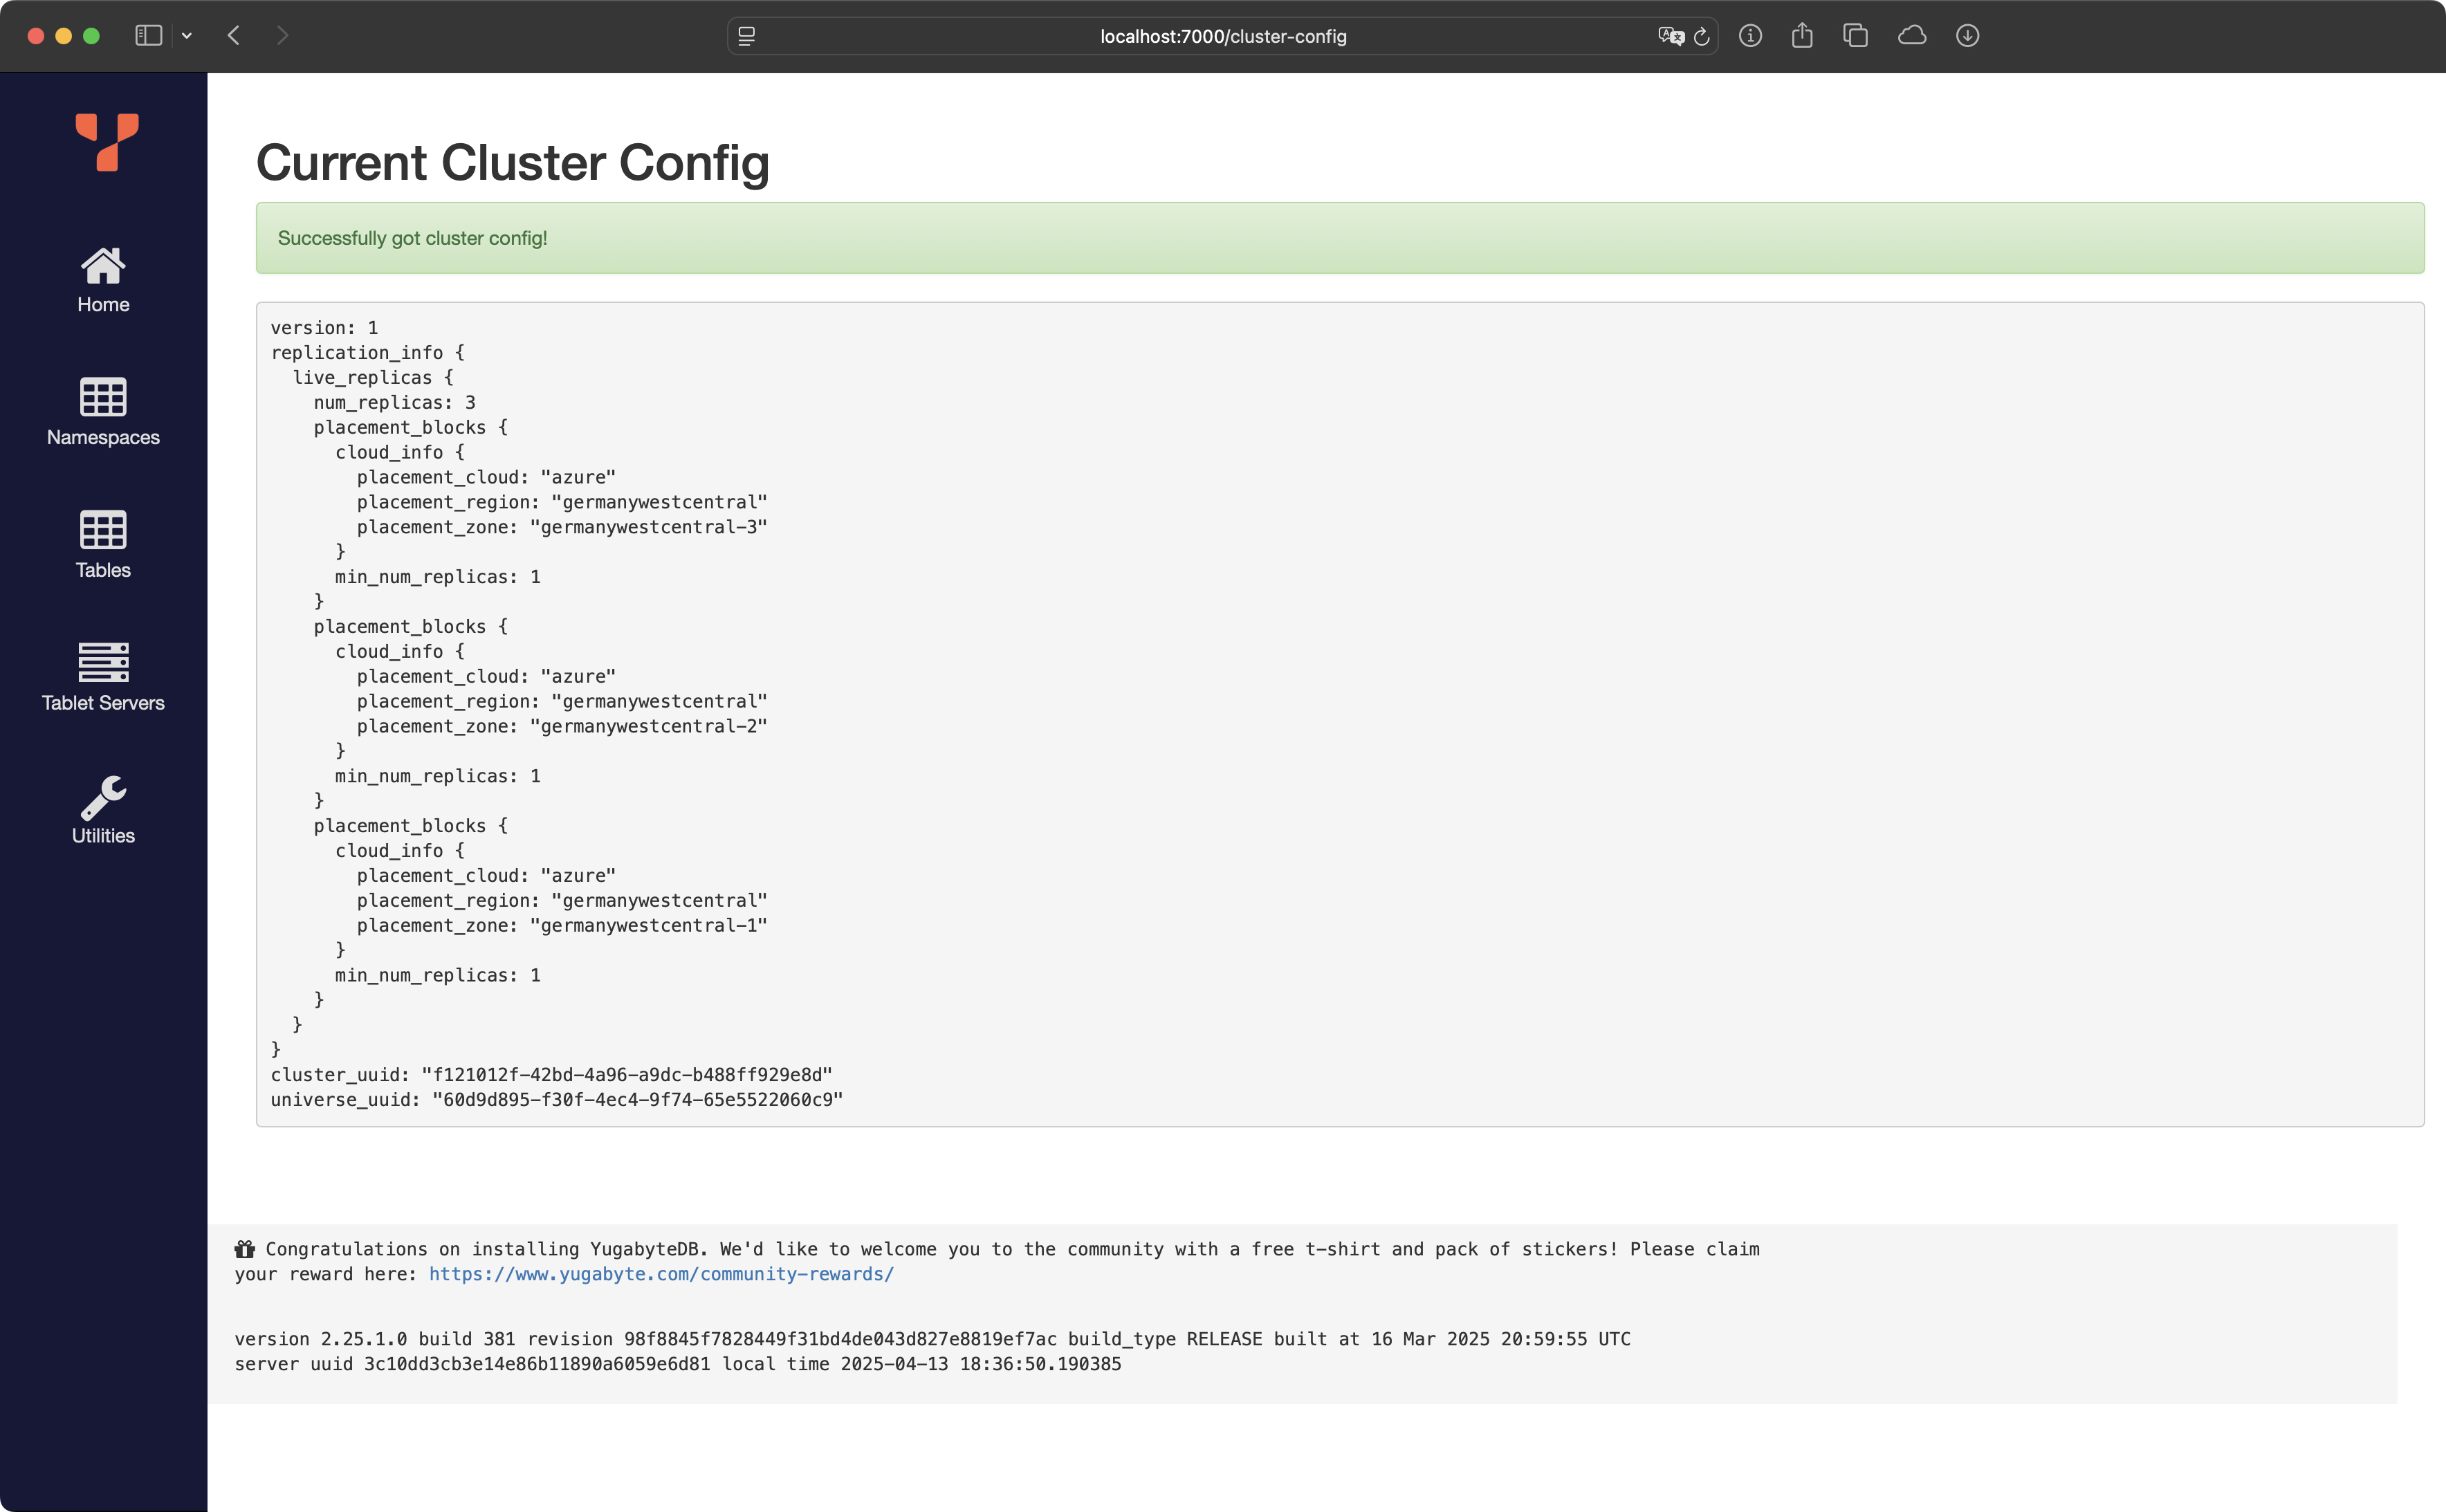 localhost:7000/cluster-config
Home
Namespaces
Tables
Tablet Servers
Utilities
Current Cluster Config
Successfully got cluster config!
version: 1
replication_info {
  live_replicas {
    num_replicas: 3
    placement_blocks {
      cloud_info {
        placement_cloud: "azure"
        placement_region: "germanywestcentral"
        placement_zone: "germanywestcentral-3"
      }
      min_num_replicas: 1
    }
    placement_blocks {
      cloud_info {
        placement_cloud: "azure"
        placement_region: "germanywestcentral"
        placement_zone: "germanywestcentral-2"
      }
      min_num_replicas: 1
    }
    placement_blocks {
      cloud_info {
        placement_cloud: "azure"
        placement_region: "germanywestcentral"
        placement_zone: "germanywestcentral-1"
      }
      min_num_replicas: 1
    }
  }
}
cluster_uuid: "f121012f-42bd-4a96-a9dc-b488ff929e8d"
universe_uuid: "60d9d895-f30f-4ec4-9f74-65e5522060c9"
Congratulations on installing YugabyteDB. We'd like to welcome you to the community with a free t-shirt and pack of stickers! Please claim
your reward here: https://www.yugabyte.com/community-rewards/
version 2.25.1.0 build 381 revision 98f8845f7828449f31bd4de043d827e8819ef7ac build_type RELEASE built at 16 Mar 2025 20:59:55 UTC
server uuid 3c10dd3cb3e14e86b11890a6059e6d81 local time 2025-04-13 18:36:50.190385